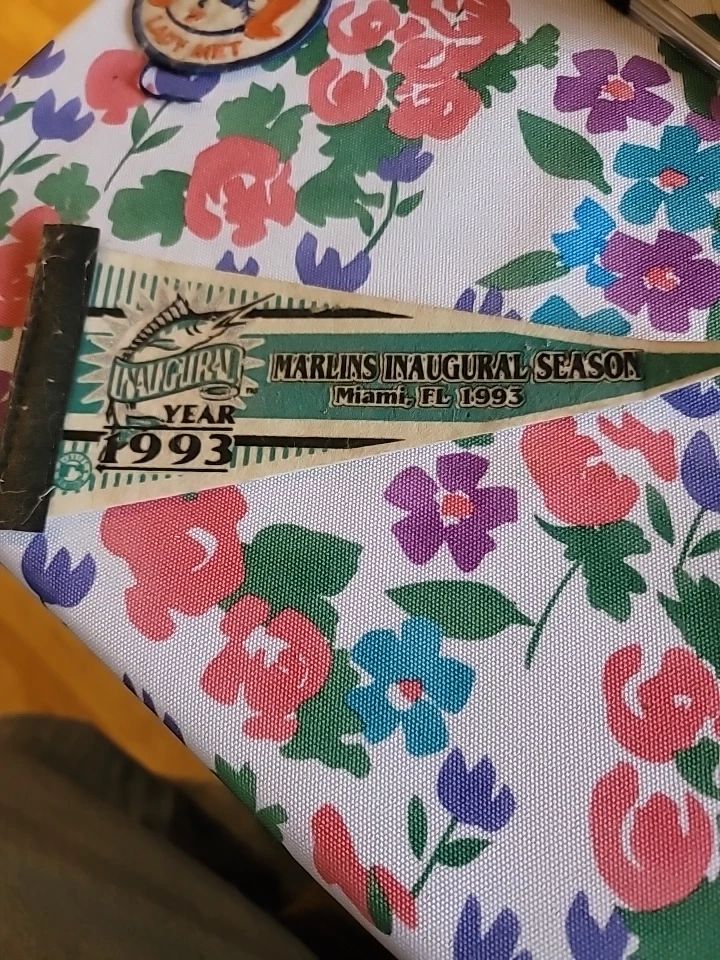 LADY MET
INAUGURAL
YEAR
1993
MARLINS INAUGURAL SEASON
Miami, FL 1993